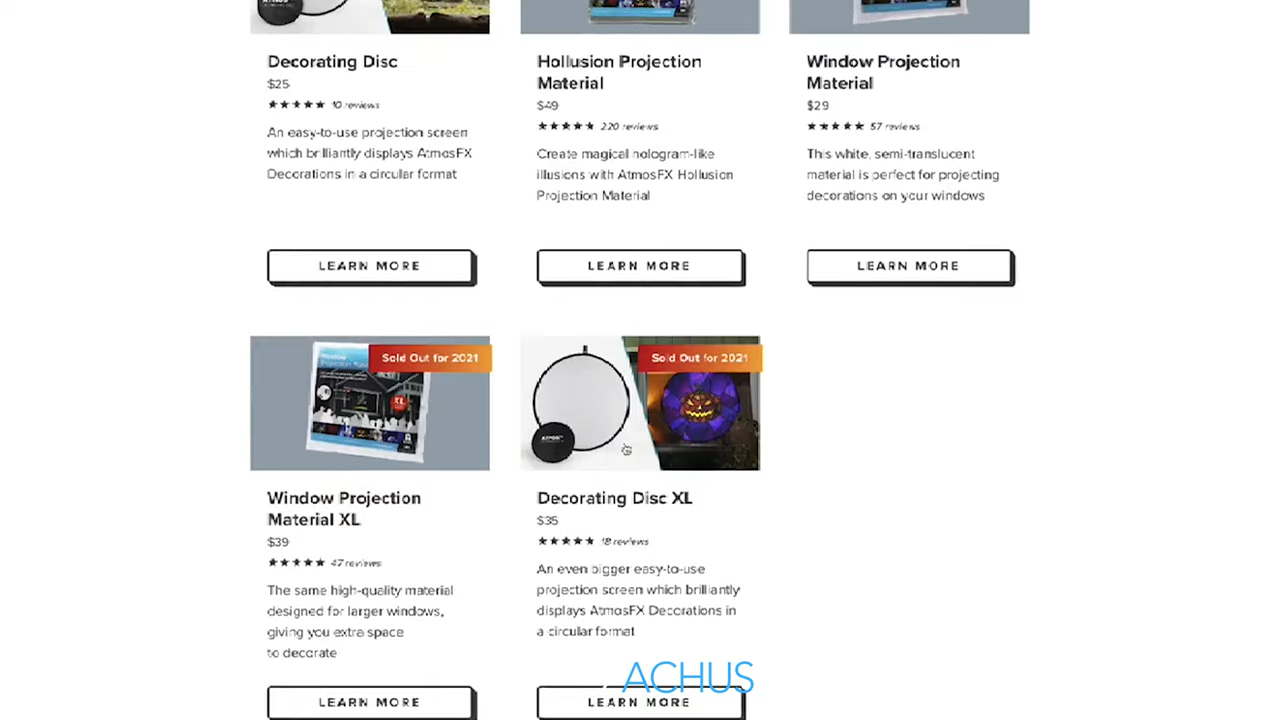 Decorating Disc
$25
10 reviews
An easy-to-use projection screen
which brilliantly displays AtmosFX
Decorations in a circular format
LEARN MORE
Hollusion Projection
Material
$49
220 reviews
Create magical hologram-like
illusions with AtmosFX Hollusion
Projection Material
LEARN MORE
Window Projection
Material
$29
57 reviews
This white, semi-translucent
material is perfect for projecting
decorations on your windows
LEARN MORE
Sold Out for 2021
Window Projection
Material XL
$39
47 reviews
The same high-quality material
designed for larger windows,
giving you extra space
to decorate
LEARN MORE
Sold Out for 2021
Decorating Disc XL
$35
18 reviews
An even bigger easy-to-use
projection screen which brilliantly
displays AtmosFX Decorations in
a circular format
LEARN MORE
ACHUS